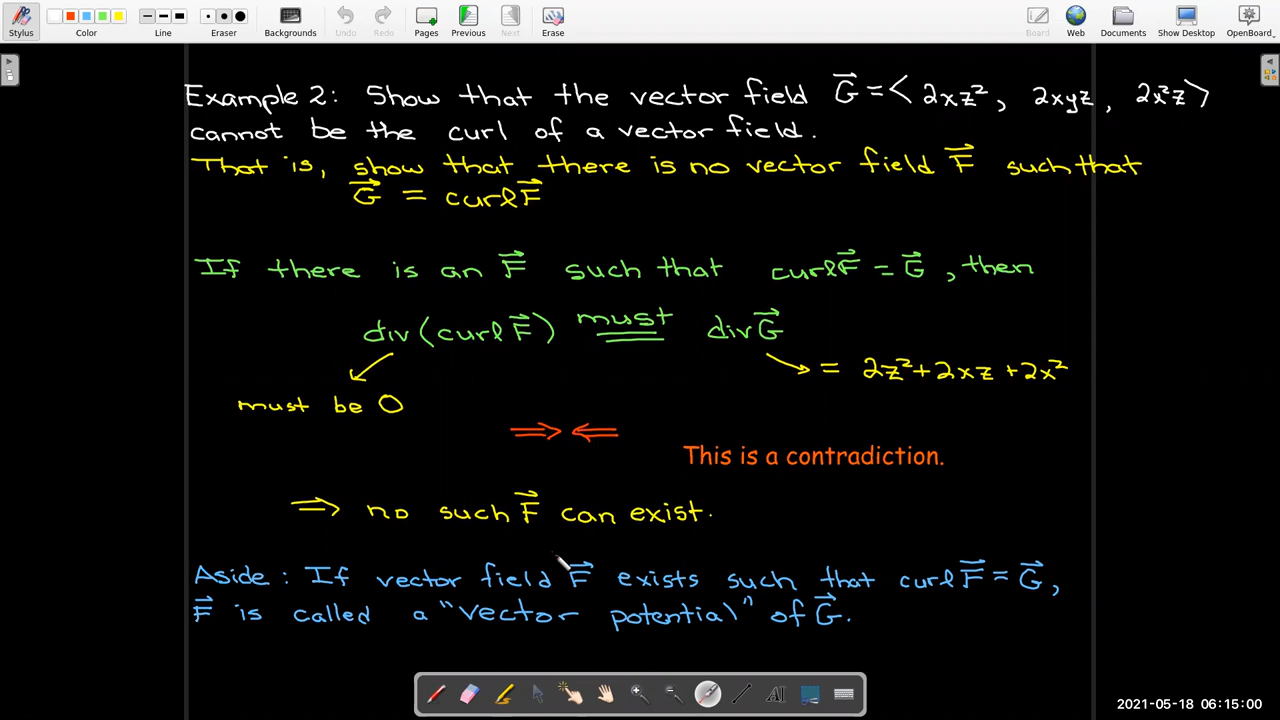 Stylus Color Line Eraser Backgrounds Undo Redo Pages Previous Next Erase Board Web Documents Show Desktop OpenBoard
Example 2: Show that the vector field G⃗ = < 2xz², 2xyz, 2x²z >
cannot be the curl of a vector field.
That is, show that there is no vector field F⃗ such that
G⃗ = curl F⃗
If there is an F⃗ such that curl F⃗ = G⃗, then
div(curl F⃗) must div G⃗
= 2z² + 2xz + 2x²
must be 0
⇒ ⇐
This is a contradiction.
⇒ no such F⃗ can exist.
Aside: If vector field F⃗ exists such that curl F⃗ = G⃗,
F⃗ is called a "vector potential" of G⃗.
AI
2021-05-18 06:15:00